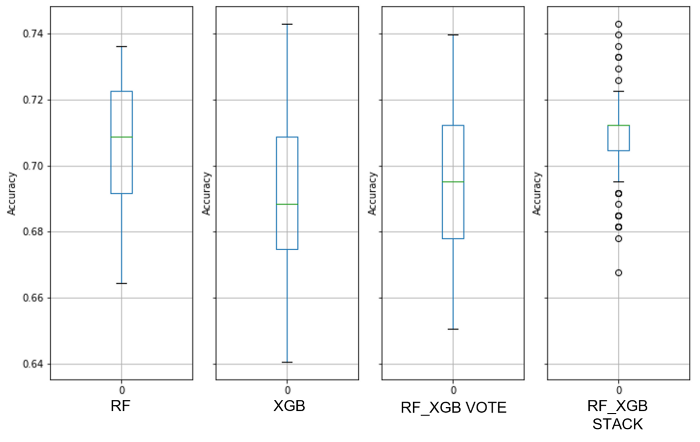 0.74
0.72
0.70
0.68
0.66
0.64
Accuracy
Accuracy
Accuracy
Accuracy
0
0
0
0
RF
XGB
RF_XGB VOTE
RF_XGB
STACK